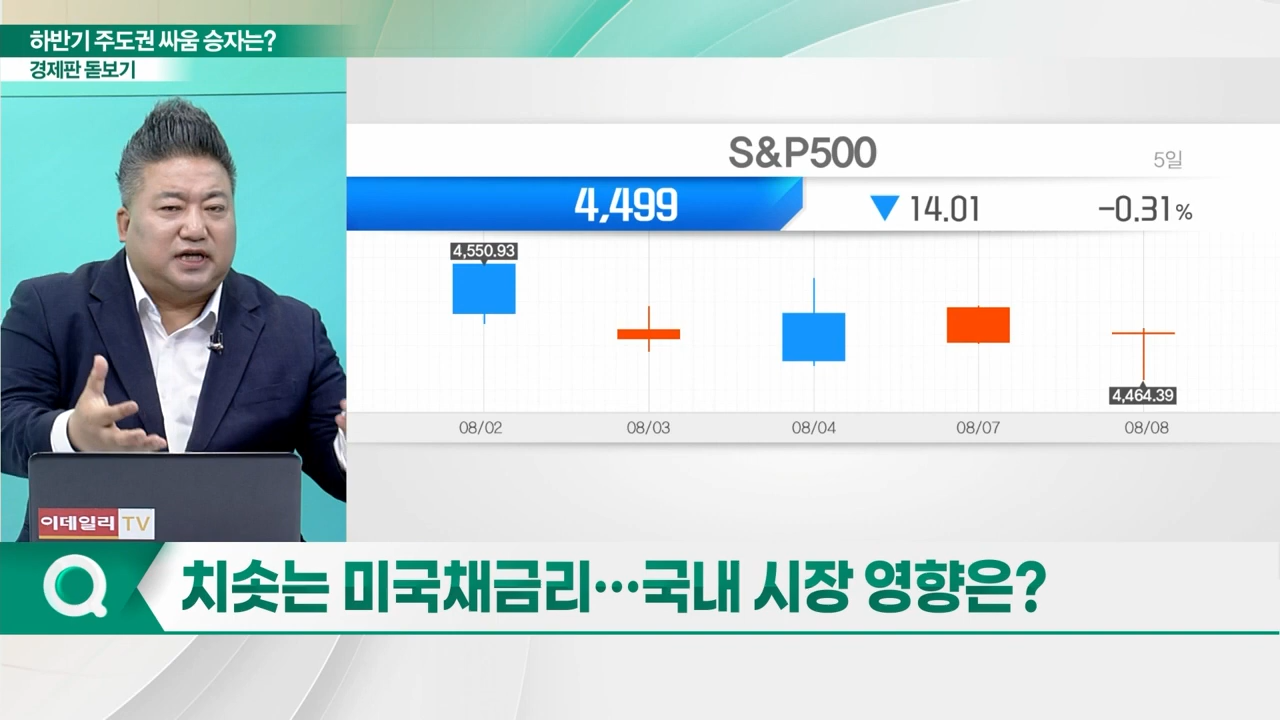 하반기 주도권 싸움 승자는?
경제판 돋보기
S&P500
5일
4,499 ▼ 14.01 -0.31%
4,550.93
4,464.39
08/02 08/03 08/04 08/07 08/08
이데일리TV
Q 치솟는 미국채금리…국내 시장 영향은?